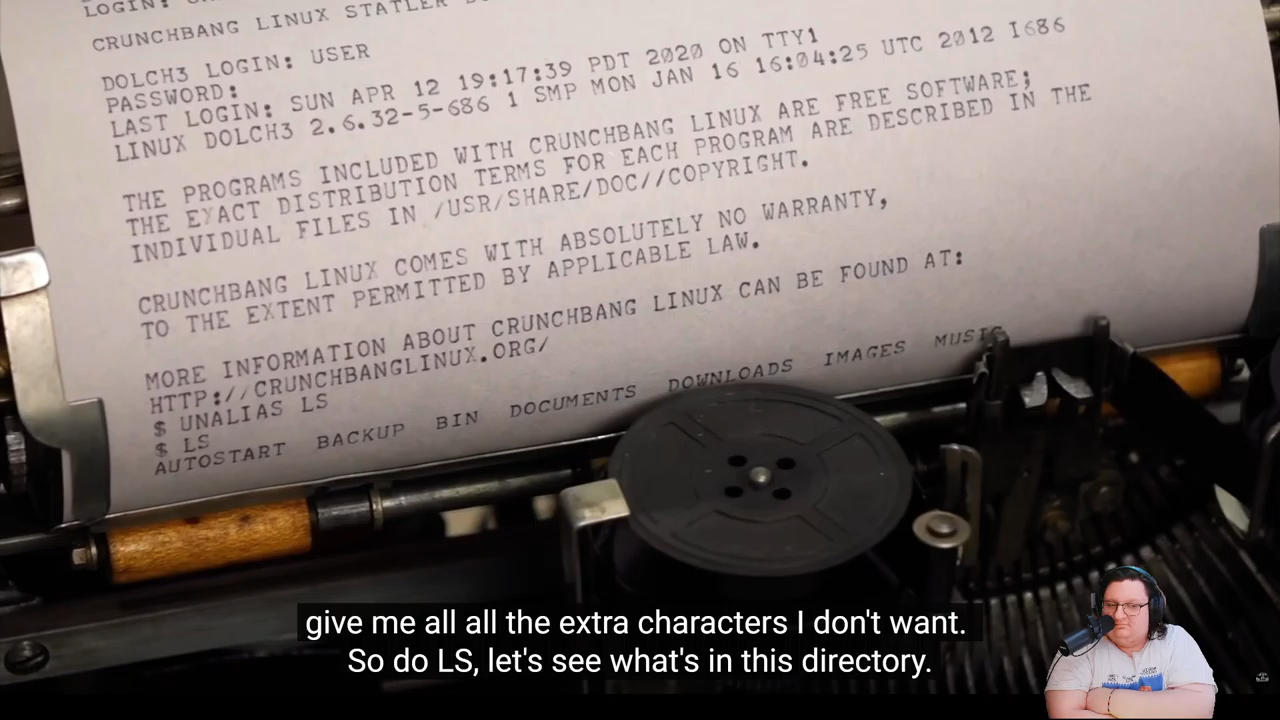 LOGIN:
CRUNCHBANG LINUX STATLER
DOLCH3 LOGIN: USER
PASSWORD:
LAST LOGIN: SUN APR 12 19:17:39 PDT 2020 ON TTY1
LINUX DOLCH3 2.6.32-5-686 1 SMP MON JAN 16 16:04:25 UTC 2012 I686
THE PROGRAMS INCLUDED WITH CRUNCHBANG LINUX ARE FREE SOFTWARE;
THE EXACT DISTRIBUTION TERMS FOR EACH PROGRAM ARE DESCRIBED IN THE
INDIVIDUAL FILES IN /USR/SHARE/DOC//COPYRIGHT.
CRUNCHBANG LINUX COMES WITH ABSOLUTELY NO WARRANTY,
TO THE EXTENT PERMITTED BY APPLICABLE LAW.
MORE INFORMATION ABOUT CRUNCHBANG LINUX CAN BE FOUND AT:
HTTP://CRUNCHBANGLINUX.ORG/
$ UNALIAS LS
$ LS
AUTOSTART BACKUP BIN DOCUMENTS DOWNLOADS IMAGES MUSIC
give me all all the extra characters I don't want.
So do LS, let's see what's in this directory.